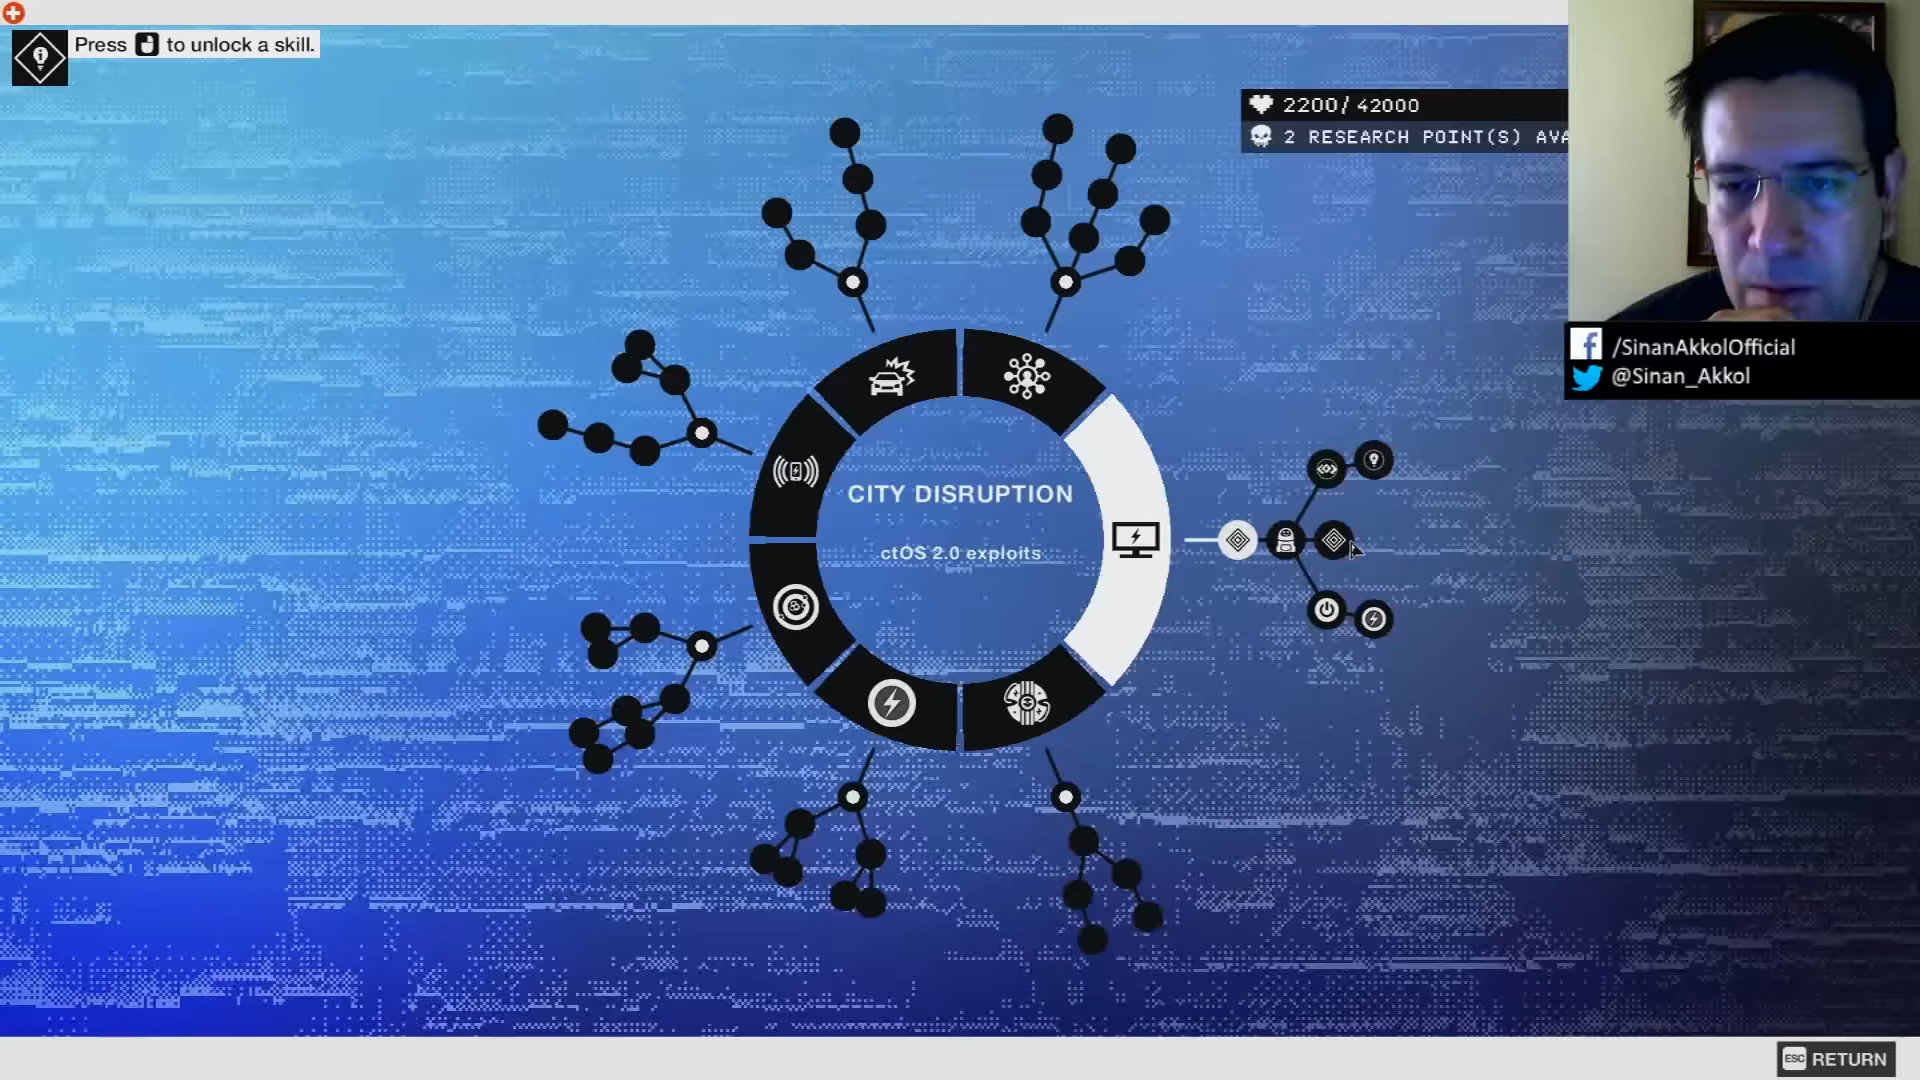 Press to unlock a skill.
2200/ 42000
2 RESEARCH POINT(S) AVA
/SinanAkkolOfficial
@Sinan_Akkol
CITY DISRUPTION
ctOS 2.0 exploits
ESC RETURN